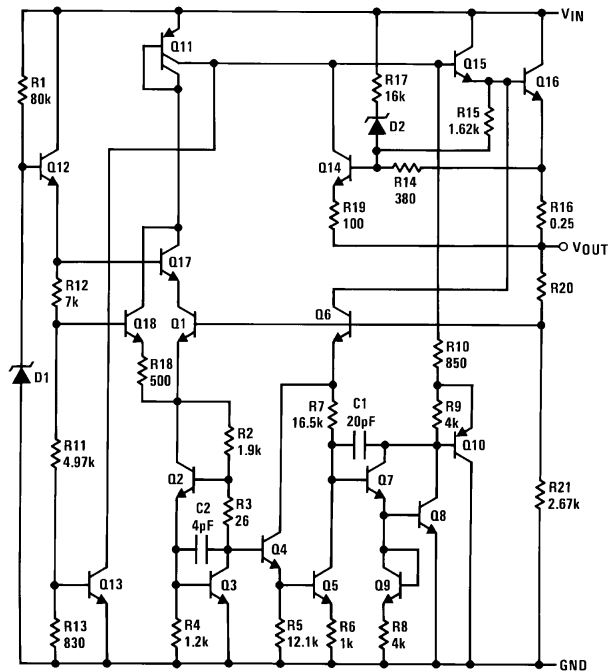 VIN
Q11
Q15
Q16
R1
80k
R17
16k
R15
1.62k
D2
Q12
Q14
R14
380
R19
100
R16
0.25
VOUT
R12
7k
Q17
R20
Q18
Q1
Q6
R18
500
R10
850
D1
R7
16.5k
C1
20pF
R9
4k
Q10
R11
4.97k
R2
1.9k
Q2
R3
26
Q7
Q8
R21
2.67k
C2
4pF
Q4
Q13
Q3
Q5
Q9
R13
830
R4
1.2k
R5
12.1k
R6
1k
R8
4k
GND